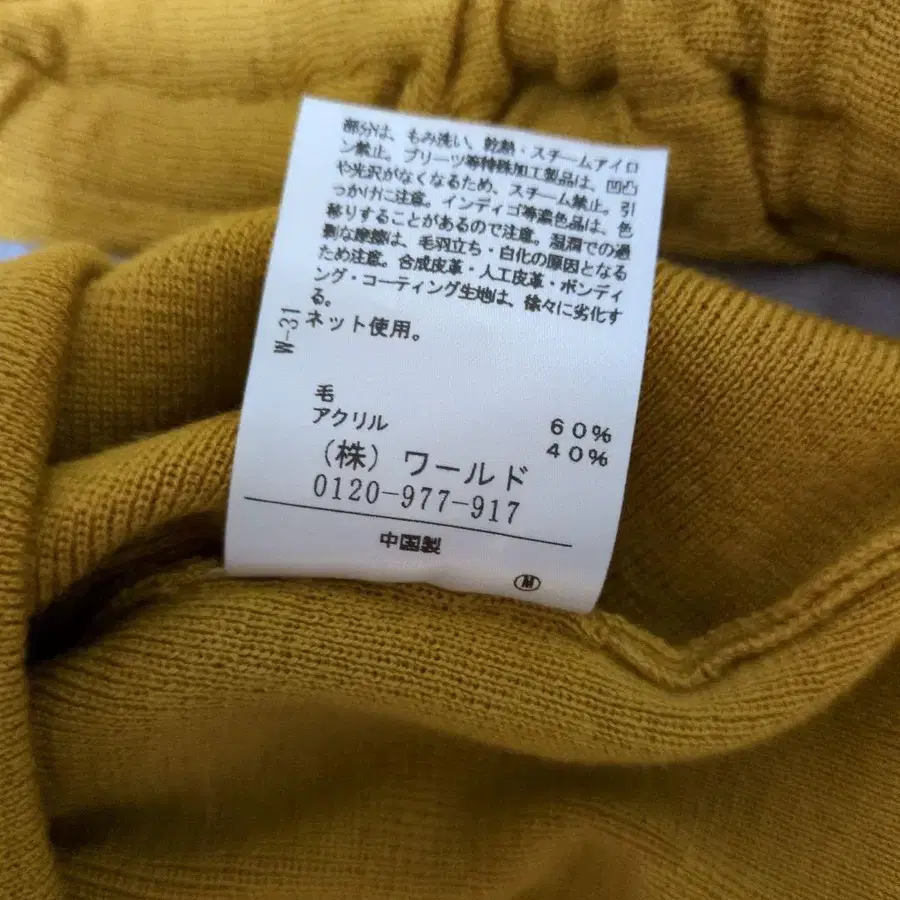 部分は、もみ洗い、乾熱・スチームアイロ
ン禁止。プリーツ等特殊加工製品は、凹凸
や光沢がなくなるため、スチーム禁止。引
っかけに注意。インディゴ等濃色品は、色
移りすることがあるので注意。湿潤での過
剰な摩擦は、毛羽立ち・白化の原因となる
ため注意。合成皮革・人工皮革・ボンディ
ング・コーティング生地は、徐々に劣化す
る。
ネット使用。
W-31
毛 60%
アクリル 40%
(株) ワールド
0120-977-917
中国製
M